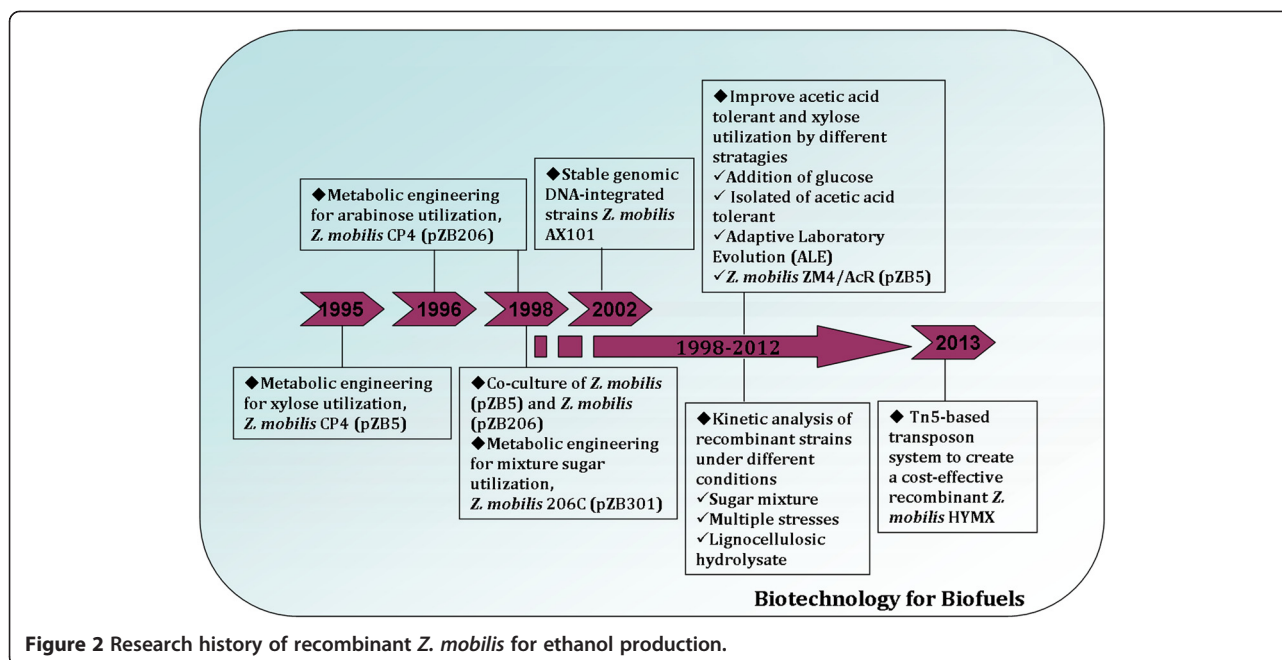 ◆Improve acetic acid
tolerant and xylose
utilization by different
stratagies
✓Addition of glucose
✓ Isolated of acetic acid
tolerant
✓Adaptive Laboratory
Evolution (ALE)
✓Z. mobilis ZM4/AcR (pZB5)
◆Stable genomic
DNA-integrated
strains Z. mobilis
AX101
◆Metabolic engineering
for arabinose utilization,
Z. mobilis CP4 (pZB206)
1995
1996
1998
2002
1998-2012
2013
◆Metabolic engineering
for xylose utilization,
Z. mobilis CP4 (pZB5)
◆Co-culture of Z. mobilis
(pZB5) and Z. mobilis
(pZB206)
◆Metabolic engineering
for mixture sugar
utilization,
Z. mobilis 206C (pZB301)
◆Kinetic analysis of
recombinant strains
under different
conditions
✓Sugar mixture
✓Multiple stresses
✓Lignocellulosic
hydrolysate
◆ Tn5-based
transposon
system to create
a cost-effective
recombinant Z.
mobilis HYMX
Biotechnology for Biofuels
Figure 2 Research history of recombinant Z. mobilis for ethanol production.